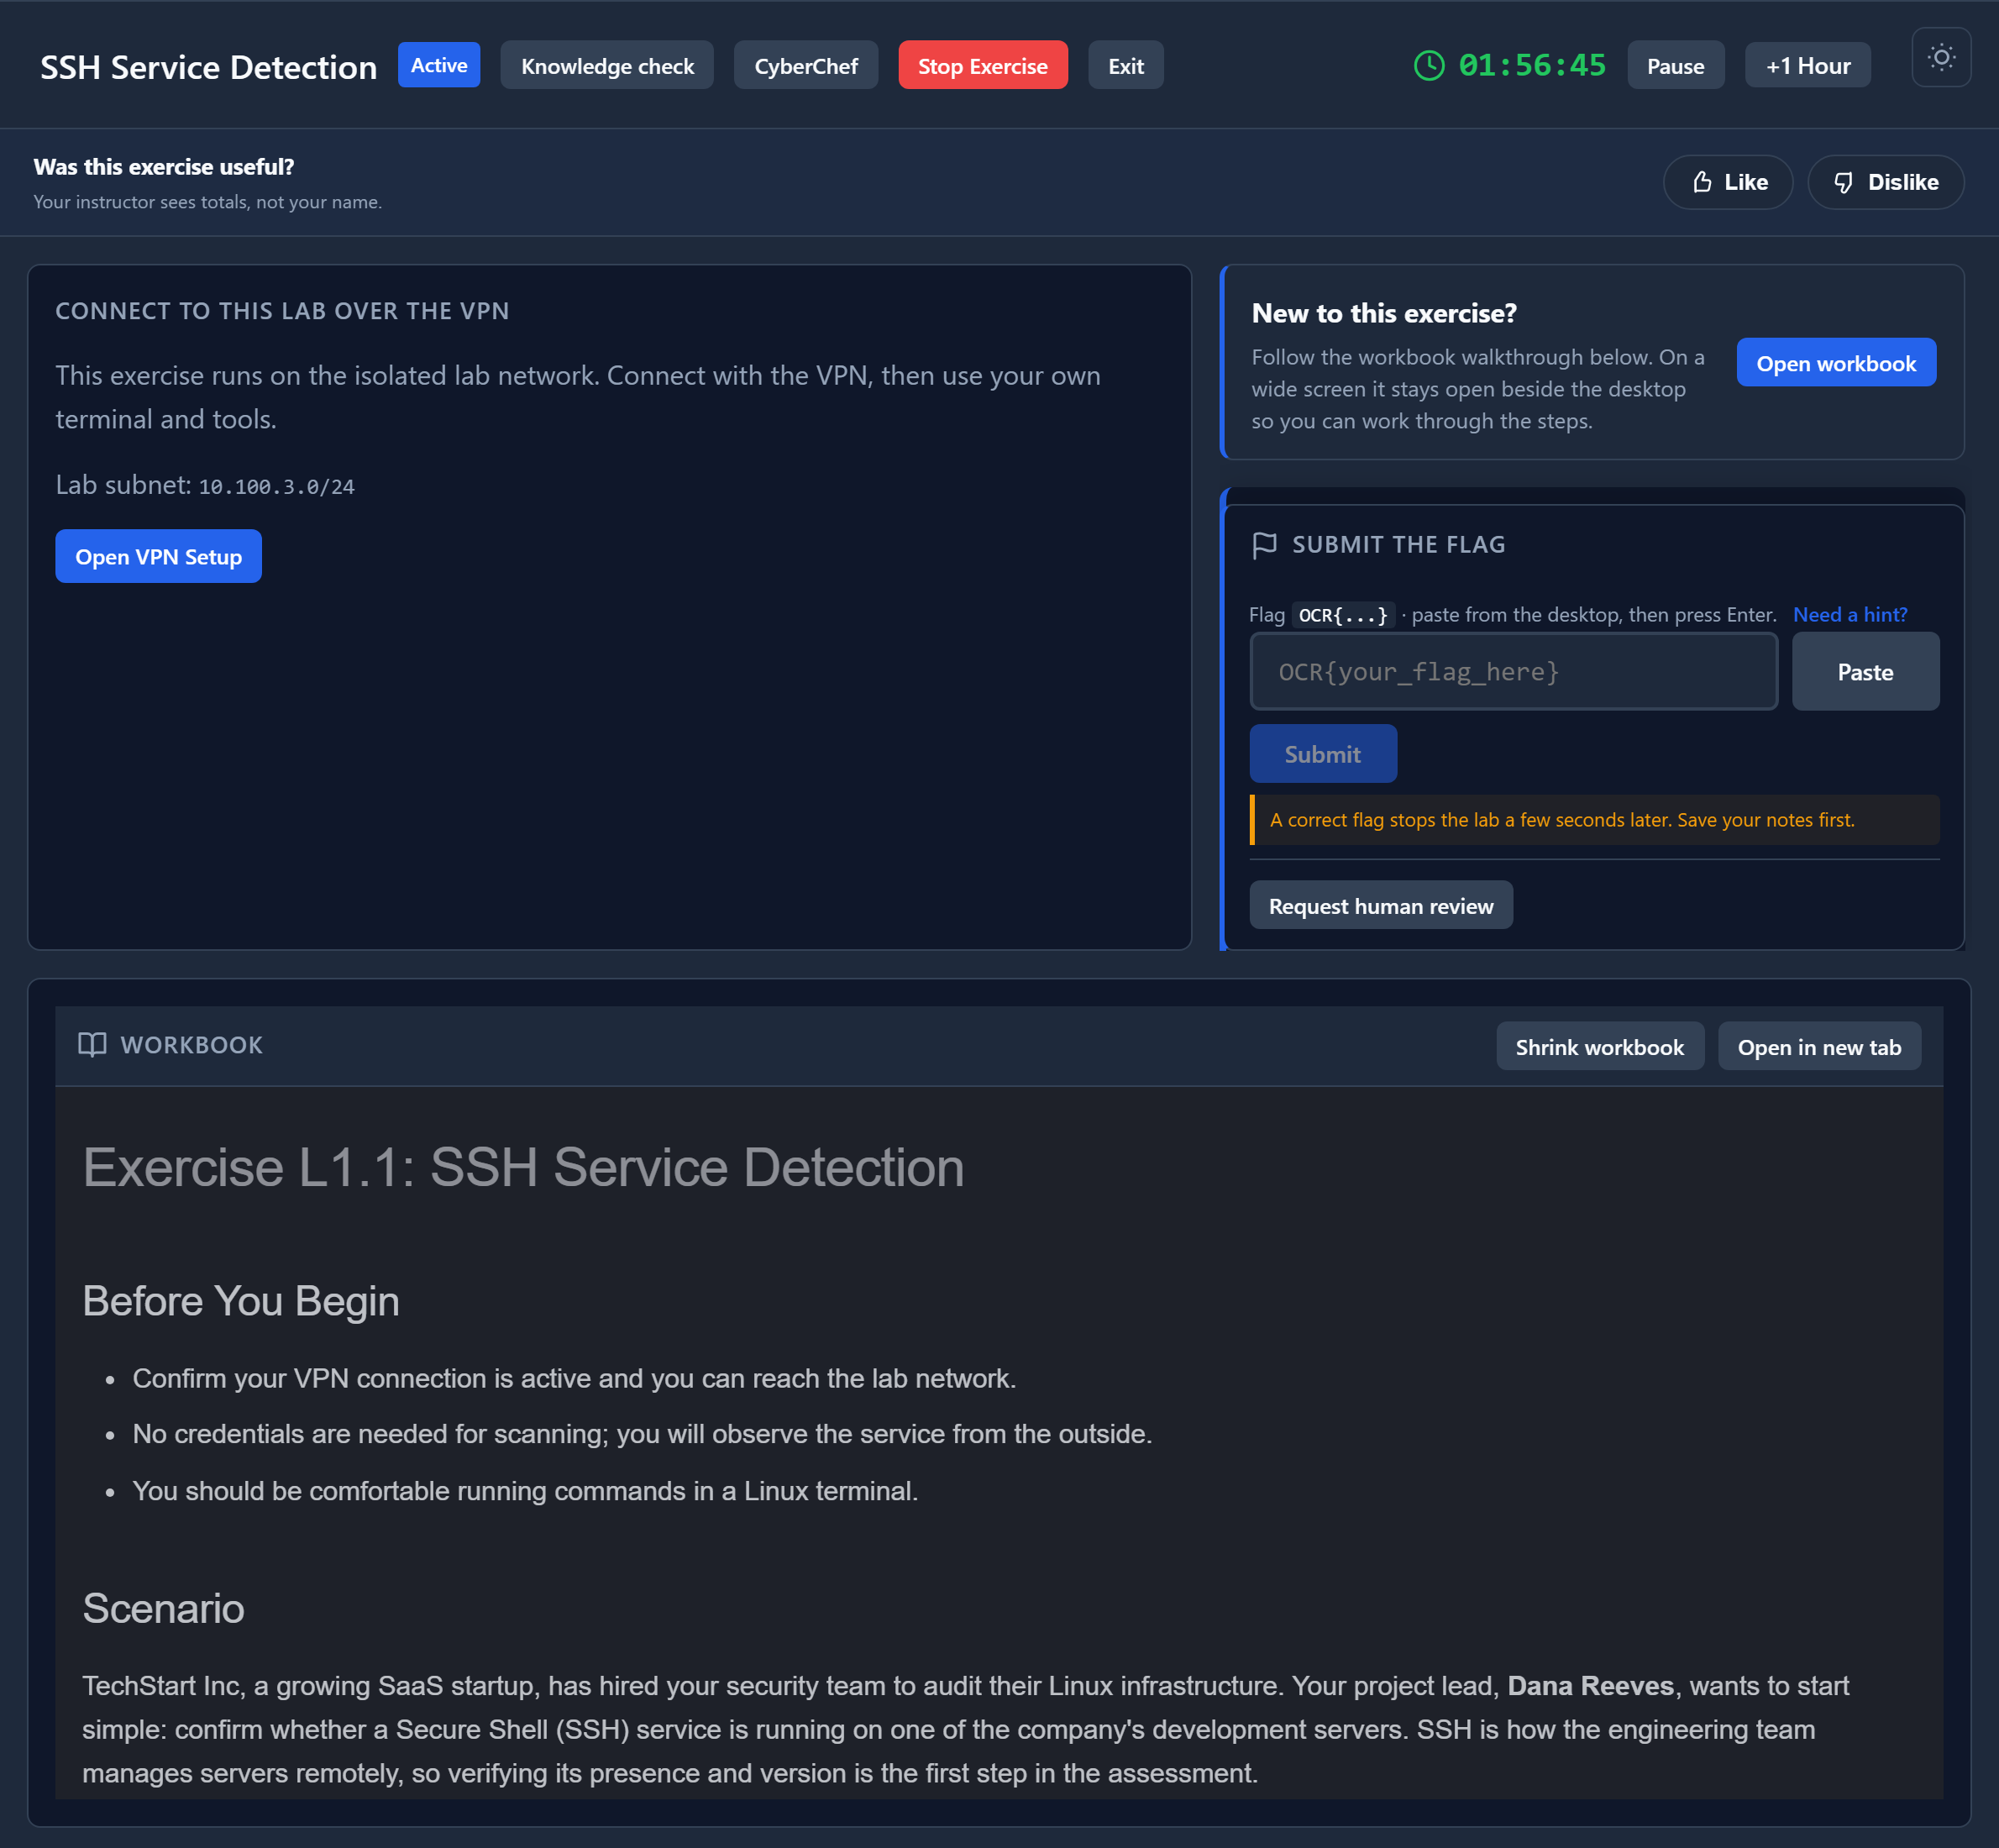 SSH Service Detection
Active
Knowledge check
CyberChef
Stop Exercise
Exit
01:56:45
Pause
+1 Hour
Was this exercise useful?
Your instructor sees totals, not your name.
Like
Dislike
CONNECT TO THIS LAB OVER THE VPN
This exercise runs on the isolated lab network. Connect with the VPN, then use your own
terminal and tools.
Lab subnet: 10.100.3.0/24
Open VPN Setup
New to this exercise?
Follow the workbook walkthrough below. On a
wide screen it stays open beside the desktop
so you can work through the steps.
Open workbook
SUBMIT THE FLAG
Flag OCR{...} · paste from the desktop, then press Enter. Need a hint?
OCR{your_flag_here}
Paste
Submit
A correct flag stops the lab a few seconds later. Save your notes first.
Request human review
WORKBOOK
Shrink workbook
Open in new tab
Exercise L1.1: SSH Service Detection
Before You Begin
• Confirm your VPN connection is active and you can reach the lab network.
• No credentials are needed for scanning; you will observe the service from the outside.
• You should be comfortable running commands in a Linux terminal.
Scenario
TechStart Inc, a growing SaaS startup, has hired your security team to audit their Linux infrastructure. Your project lead, Dana Reeves, wants to start
simple: confirm whether a Secure Shell (SSH) service is running on one of the company's development servers. SSH is how the engineering team
manages servers remotely, so verifying its presence and version is the first step in the assessment.